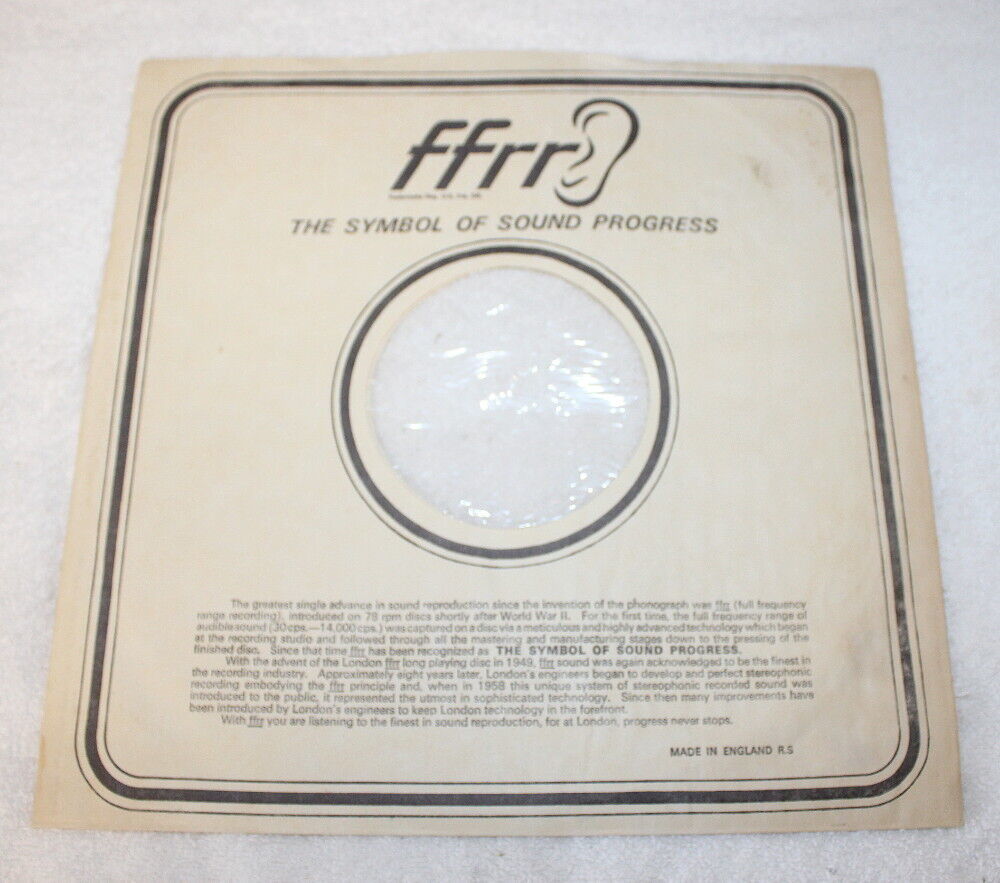 ffrr
THE SYMBOL OF SOUND PROGRESS
The greatest single advance in sound reproduction since the invention of the phonograph was ffrr (full frequency
range recording), introduced on 78 rpm discs shortly after World War II. For the first time, the full frequency range of
audible sound (30cps.—14,000cps.) was captured on a disc via a meticulous and highly advanced technology which began
at the recording studio and followed through all the mastering and manufacturing stages down to the pressing of the
finished disc. Since that time ffrr has been recognized as THE SYMBOL OF SOUND PROGRESS.
With the advent of the London ffrr long playing disc in 1949, ffrr sound was again acknowledged to be the finest in
the recording industry. Approximately eight years later, London's engineers began to develop and perfect stereophonic
recording embodying the ffrr principle and, when in 1958 this unique system of stereophonic recorded sound was
introduced to the public, it represented the utmost in sophisticated technology. Since then many improvements have
been introduced by London's engineers to keep London technology in the forefront.
With ffrr you are listening to the finest in sound reproduction, for at London, progress never stops.
MADE IN ENGLAND R.S